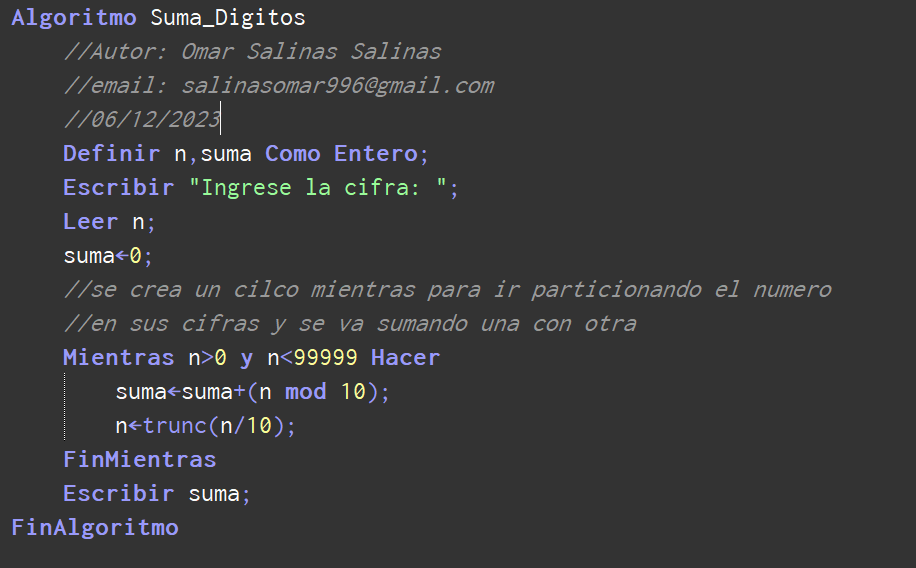 Algoritmo Suma_Digitos
//Autor: Omar Salinas Salinas
//email: salinasomar996@gmail.com
//06/12/2023
Definir n,suma Como Entero;
Escribir "Ingrese la cifra: ";
Leer n;
suma←0;
//se crea un cilco mientras para ir particionando el numero
//en sus cifras y se va sumando una con otra
Mientras n>0 y n<99999 Hacer
suma←suma+(n mod 10);
n←trunc(n/10);
FinMientras
Escribir suma;
FinAlgoritmo